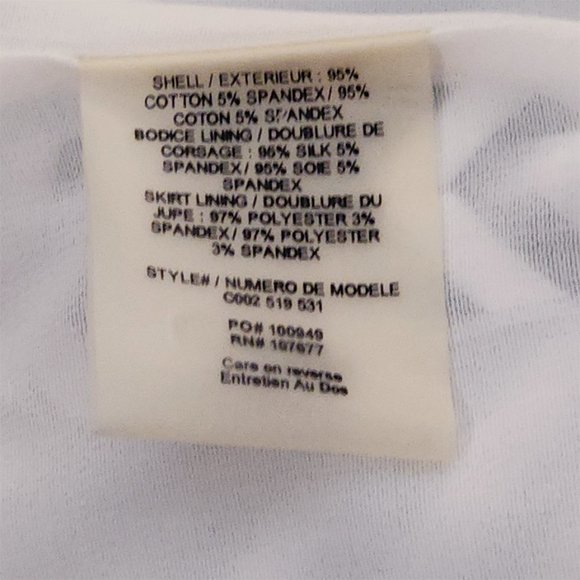 SHELL / EXTERIEUR : 95%
COTTON 5% SPANDEX / 95%
COTON 5% SPANDEX
BODICE LINING / DOUBLURE DE
CORSAGE : 95% SILK 5%
SPANDEX / 95% SOIE 5%
SPANDEX
SKIRT LINING / DOUBLURE DU
JUPE : 97% POLYESTER 3%
SPANDEX / 97% POLYESTER
3% SPANDEX
STYLE# / NUMERO DE MODELE
C002 519 531
PO# 100949
RN# 107677
Care on reverse
Entretien Au Dos